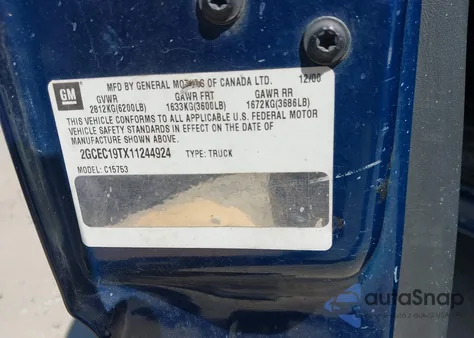 GM
MFD BY GENERAL MOTORS OF CANADA LTD. 12/00
GVWR GAWR FRT GAWR RR
2812KG(6200LB) 1633KG(3600LB) 1672KG(3686LB)
THIS VEHICLE CONFORMS TO ALL APPLICABLE U.S. FEDERAL MOTOR
VEHICLE SAFETY STANDARDS IN EFFECT ON THE DATE OF
MANUFACTURE SHOWN ABOVE.
2GCEC19TX11244924 TYPE: TRUCK
MODEL: C15753
autoSnap